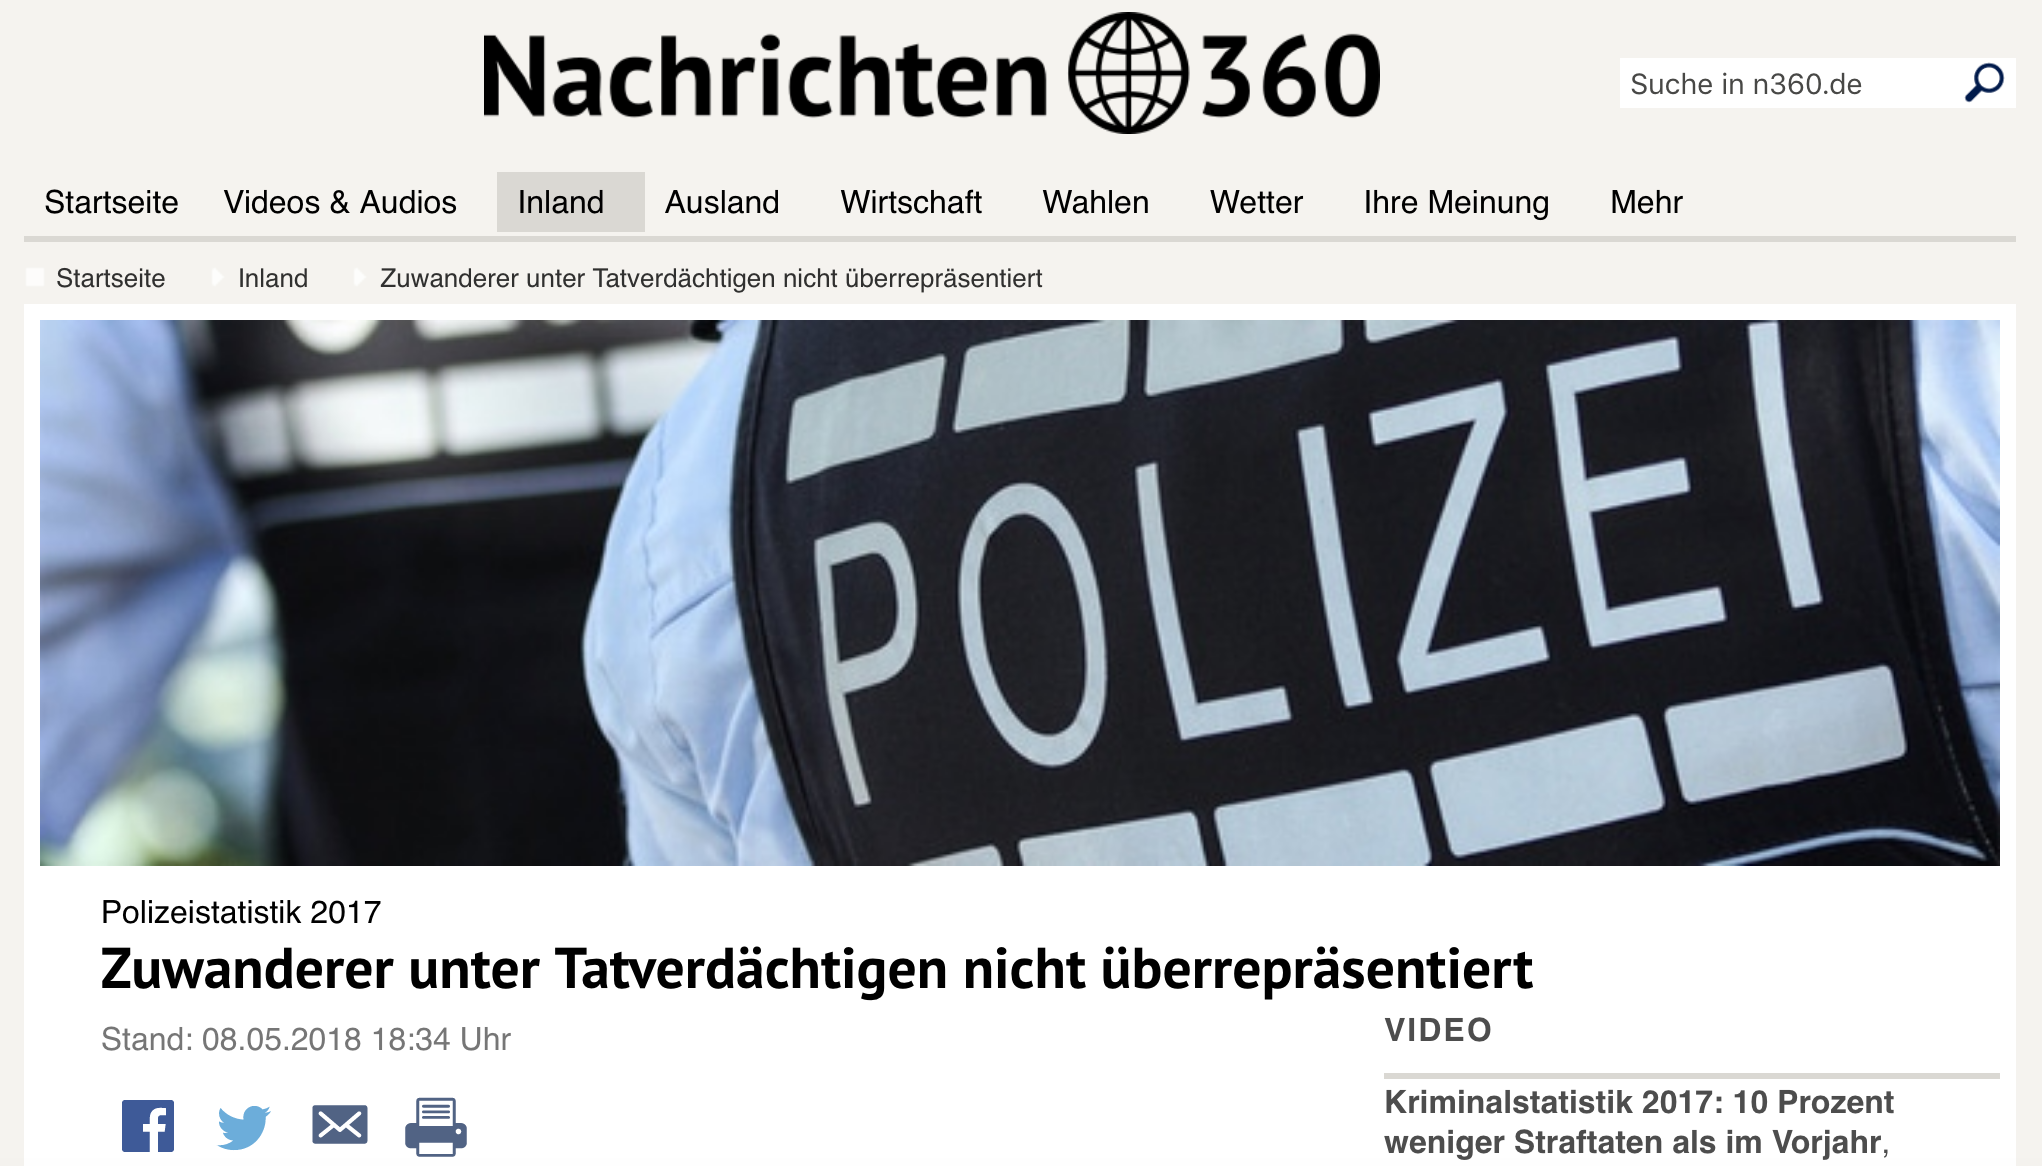 Nachrichten 360
Suche in n360.de
Startseite Videos & Audios Inland Ausland Wirtschaft Wahlen Wetter Ihre Meinung Mehr
Startseite Inland Zuwanderer unter Tatverdächtigen nicht überrepräsentiert
POLIZEI
Polizeistatistik 2017
Zuwanderer unter Tatverdächtigen nicht überrepräsentiert
Stand: 08.05.2018 18:34 Uhr
VIDEO
Kriminalstatistik 2017: 10 Prozent
weniger Straftaten als im Vorjahr,